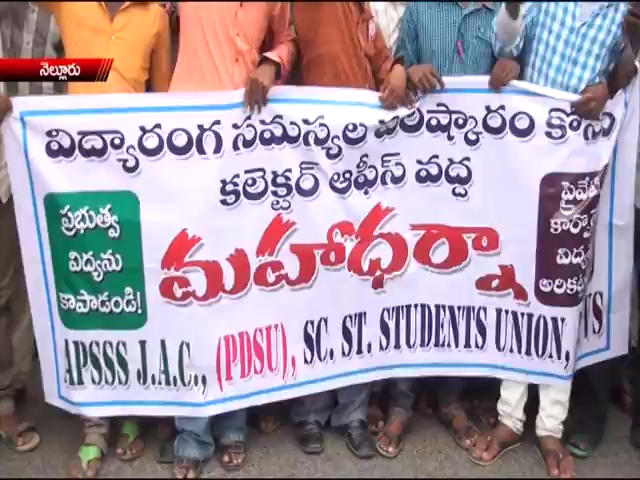 నెల్లూరు
విద్యారంగ సమస్యల పరిష్కారం కోసం
కలెక్టర్ ఆఫీస్ వద్ద
ప్రభుత్వ
విద్యను
కాపాడండి!
మహాధర్నా
ప్రైవేటు
విద్య
APSSS J.A.C., (PDSU), SC. ST. STUDENTS UNION,